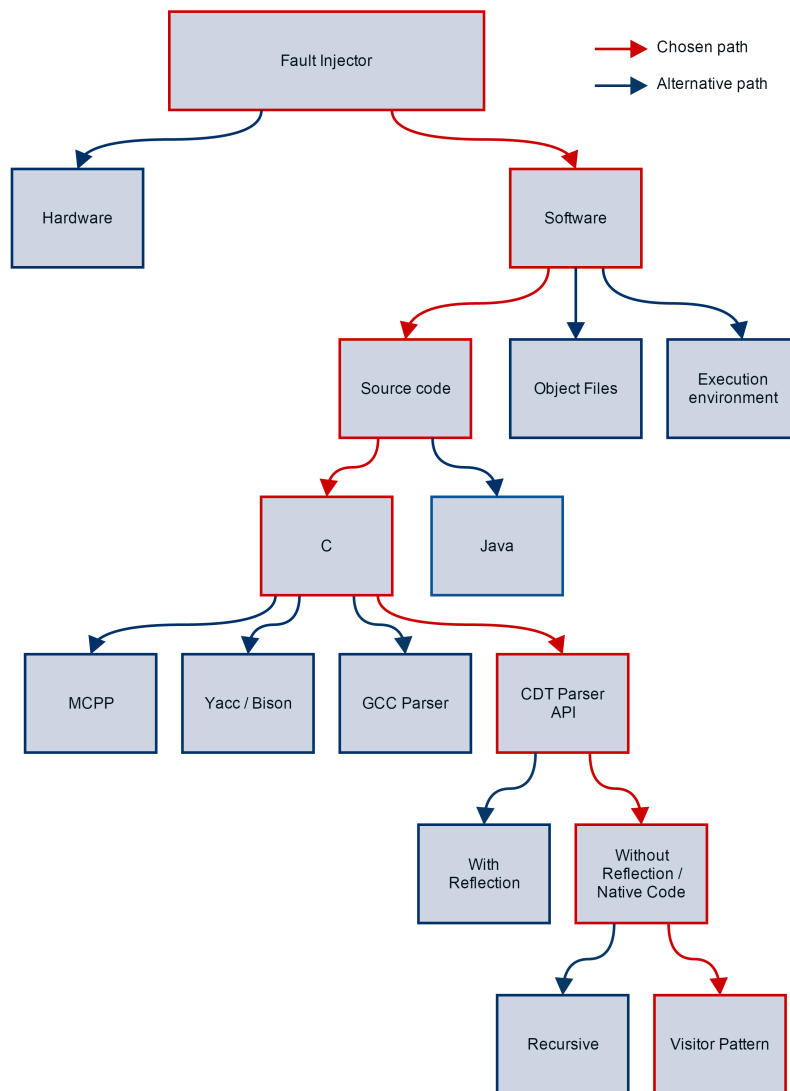 Fault Injector
Chosen path
Alternative path
Hardware
Software
Source code
Object Files
Execution
environment
C
Java
MCPP
Yacc / Bison
GCC Parser
CDT Parser
API
With
Reflection
Without
Reflection /
Native Code
Recursive
Visitor Pattern